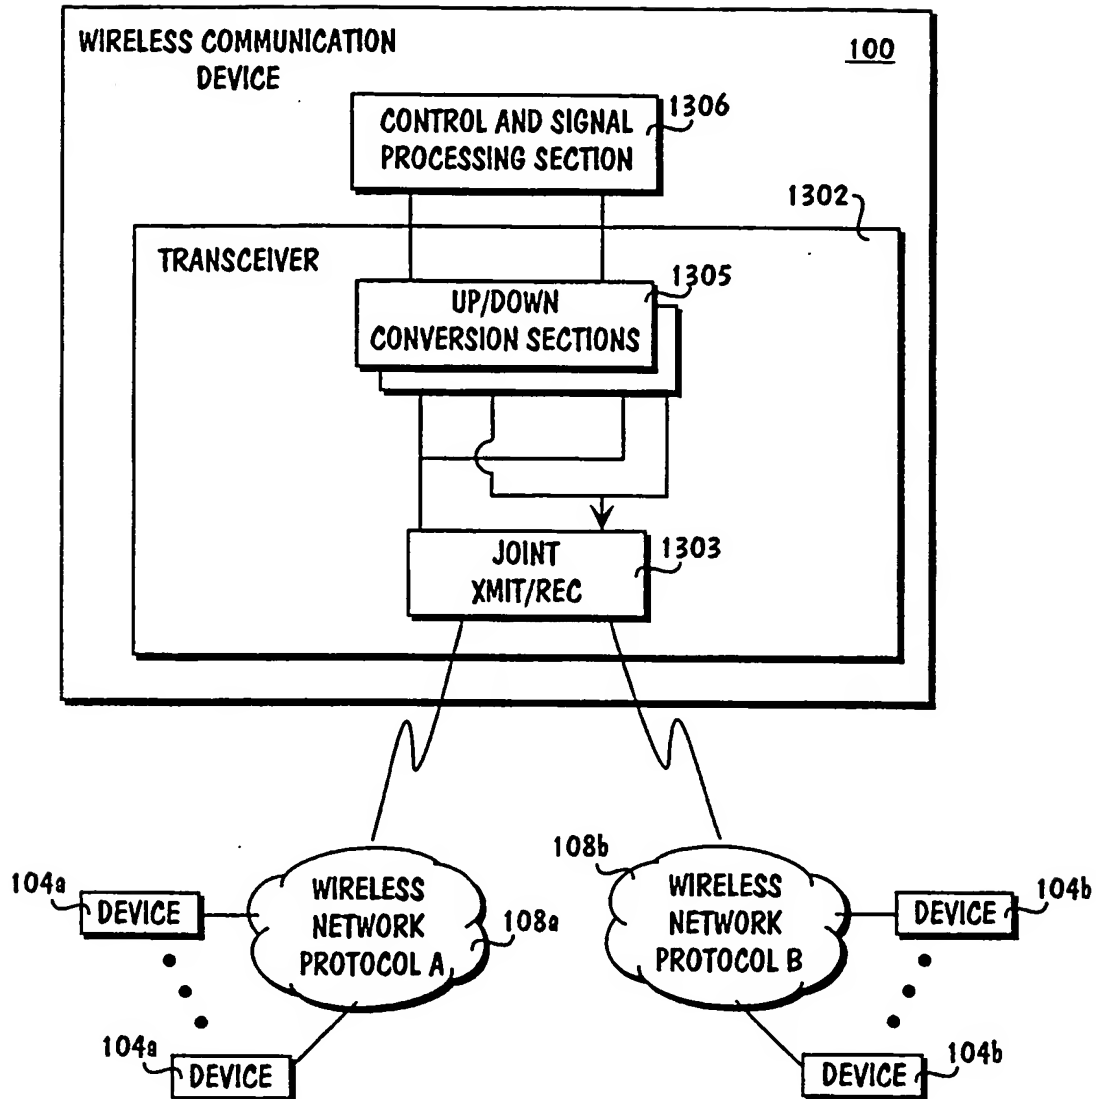 WIRELESS COMMUNICATION
DEVICE
100
CONTROL AND SIGNAL
PROCESSING SECTION
1306
1302
TRANSCEIVER
1305
UP/DOWN
CONVERSION SECTIONS
JOINT
XMIT/REC
1303
104a
DEVICE
WIRELESS
NETWORK
PROTOCOL A
108a
108b
WIRELESS
NETWORK
PROTOCOL B
DEVICE
104b
104a
DEVICE
DEVICE
104b